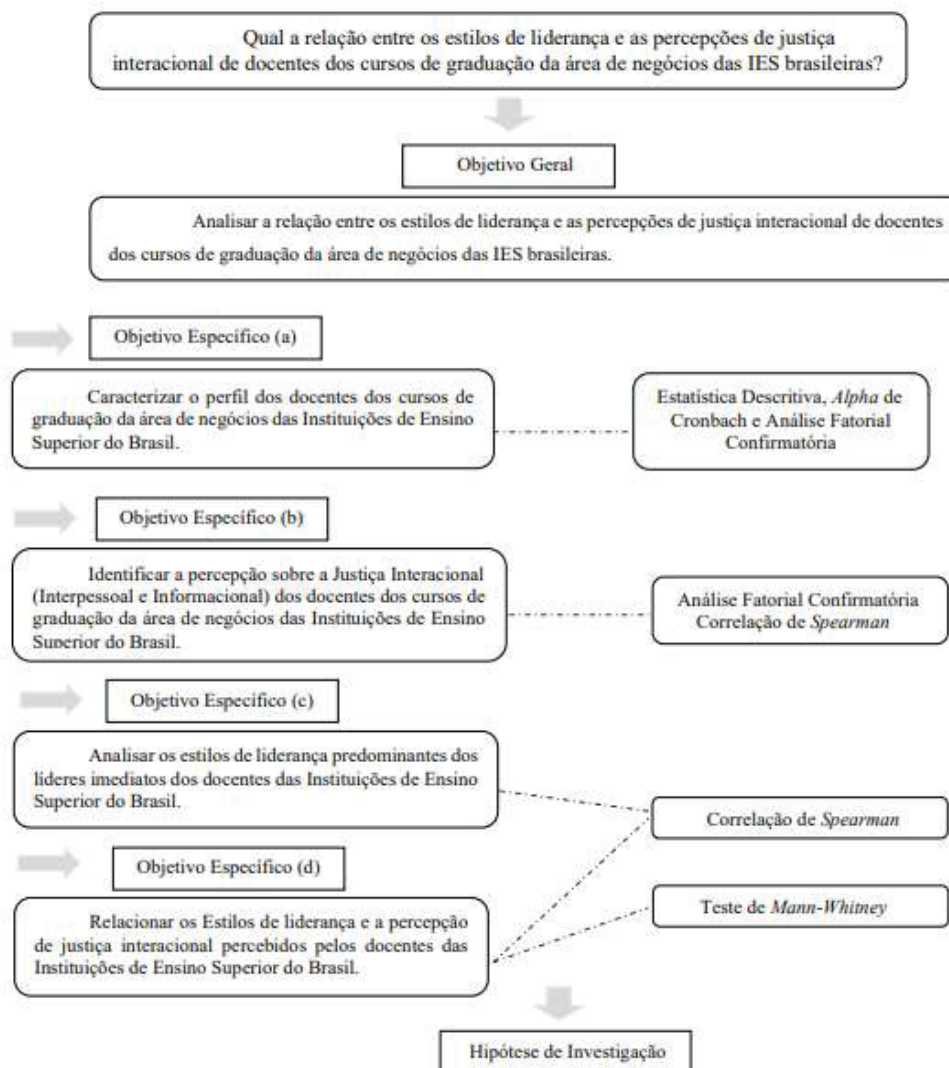 Qual a relação entre os estilos de liderança e as percepções de justiça
interacional de docentes dos cursos de graduação da área de negócios das IES brasileiras?
Objetivo Geral
Analisar a relação entre os estilos de liderança e as percepções de justiça interacional de docentes
dos cursos de graduação da área de negócios das IES brasileiras.
Objetivo Específico (a)
Caracterizar o perfil dos docentes dos cursos de
graduação da área de negócios das Instituições de Ensino
Superior do Brasil.
Estatística Descritiva, Alpha de
Cronbach e Análise Fatorial
Confirmatória
Objetivo Específico (b)
Identificar a percepção sobre a Justiça Interacional
(Interpessoal e Informacional) dos docentes dos cursos de
graduação da área de negócios das Instituições de Ensino
Superior do Brasil.
Análise Fatorial Confirmatória
Correlação de Spearman
Objetivo Específico (c)
Analisar os estilos de liderança predominantes dos
líderes imediatos dos docentes das Instituições de Ensino
Superior do Brasil.
Correlação de Spearman
Objetivo Específico (d)
Relacionar os Estilos de liderança e a percepção
de justiça interacional percebidos pelos docentes das
Instituições de Ensino Superior do Brasil.
Teste de Mann-Whitney
Hipótese de Investigação